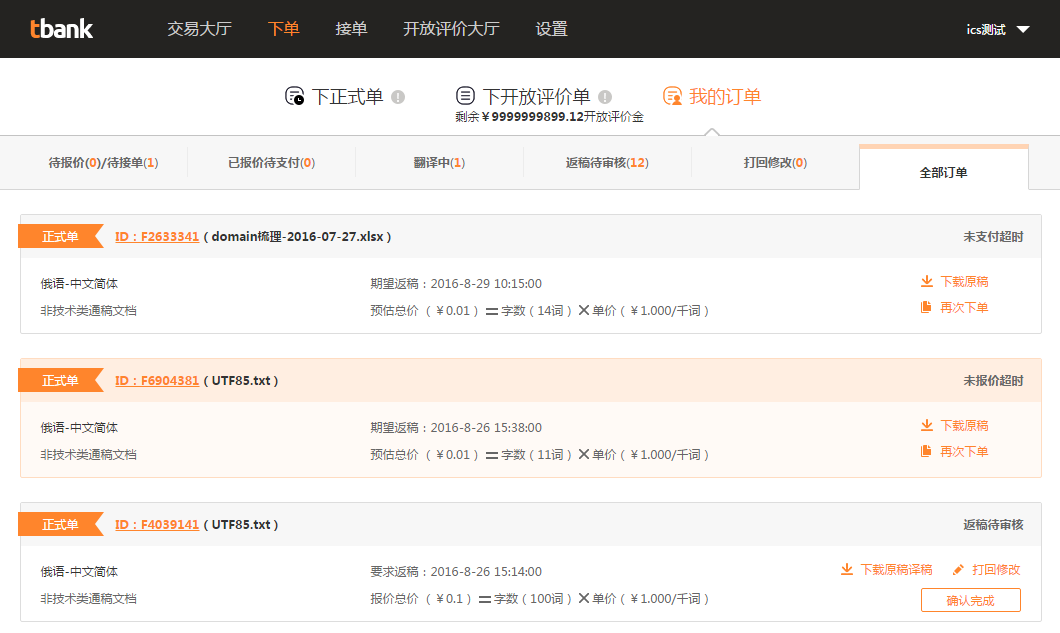 tbank 交易大厅 下单 接单 开放评价大厅 设置 ics测试
下正式单 下开放评价单 我的订单
剩余￥9999999899.12开放评价金
待报价(0)/待接单(1) 已报价待支付(0) 翻译中(1) 返稿待审核(12) 打回修改(0) 全部订单
正式单 ID：F2633341 ( domain梳理-2016-07-27.xlsx ) 未支付超时
俄语-中文简体 期望返稿：2016-8-29 10:15:00 下载原稿
非技术类通稿文档 预估总价 （￥0.01 ）=字数 ( 14词 ) ×单价 ( ￥1.000/千词 ) 再次下单
正式单 ID：F6904381 ( UTF85.txt ) 未报价超时
俄语-中文简体 期望返稿：2016-8-26 15:38:00 下载原稿
非技术类通稿文档 预估总价 （￥0.01 ）=字数 ( 11词 ) ×单价 ( ￥1.000/千词 ) 再次下单
正式单 ID：F4039141 ( UTF85.txt ) 返稿待审核
俄语-中文简体 要求返稿：2016-8-26 15:14:00 下载原稿译稿 打回修改
非技术类通稿文档 报价总价 （￥0.1 ）=字数 ( 100词 ) ×单价 ( ￥1.000/千词 ) 确认完成